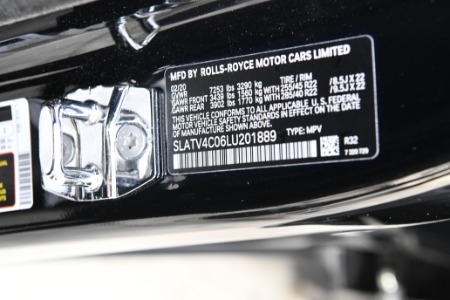 MFD BY ROLLS-ROYCE MOTOR CARS LIMITED
02/20 TIRE / RIM
GVWR 7253 lbs 3290 kg
GAWR FRONT 3439 lbs 1560 kg WITH 255/45 R22 /8.5J X 22
GAWR REAR 3902 lbs 1770 kg WITH 285/40 R22 /9.5J X 22
THIS VEHICLE CONFORMS TO ALL APPLICABLE U.S. FEDERAL
MOTOR VEHICLE SAFETY STANDARDS IN EFFECT ON THE DATE
OF MANUFACTURE SHOWN ABOVE.
SLATV4C06LU201889 TYPE: MPV
R32